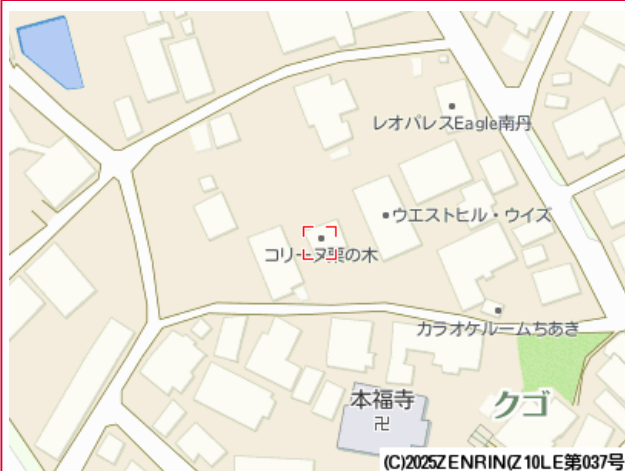 レオパレスEagle南丹
ウエストヒル・ウイズ
コリーヌ栗の木
カラオケルームちあき
本福寺
卍
クゴ
(C)2025ZENRIN(Z10LE第037号